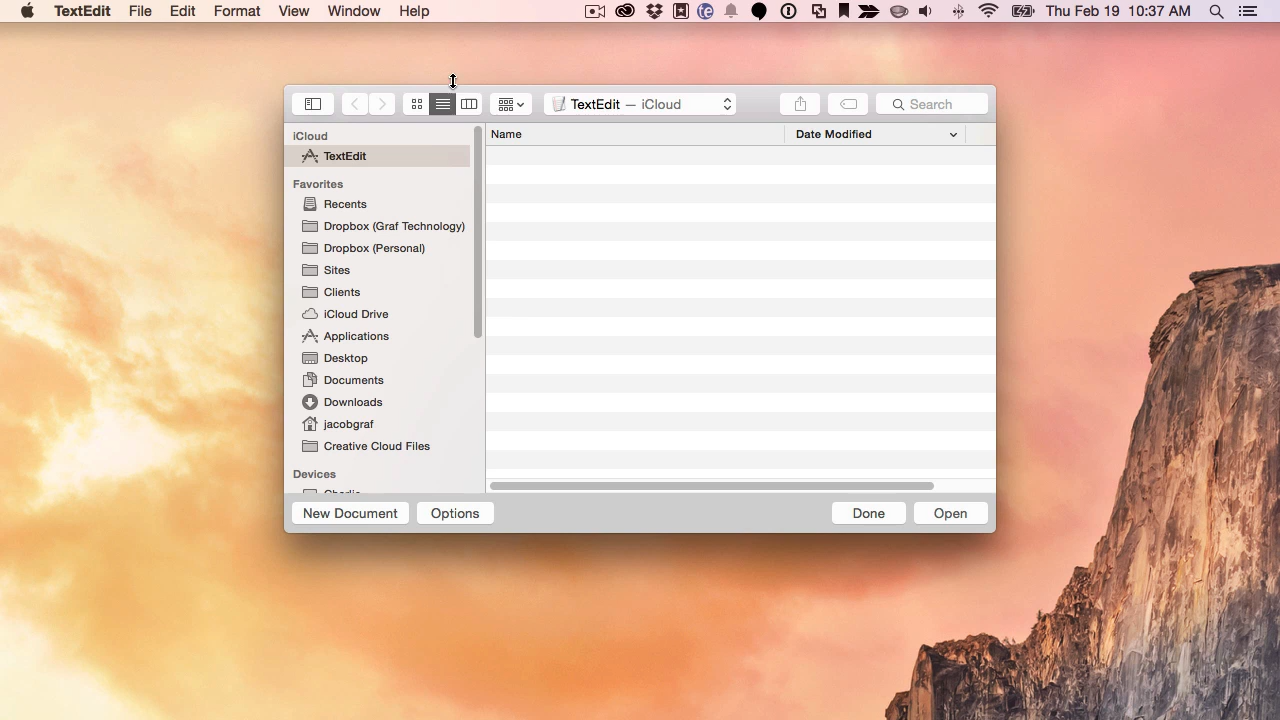 TextEdit File Edit Format View Window Help Thu Feb 19 10:37 AM
TextEdit — iCloud Search
iCloud
Name Date Modified
TextEdit
Favorites
Recents
Dropbox (Graf Technology)
Dropbox (Personal)
Sites
Clients
iCloud Drive
Applications
Desktop
Documents
Downloads
jacobgraf
Creative Cloud Files
Devices
New Document Options Done Open